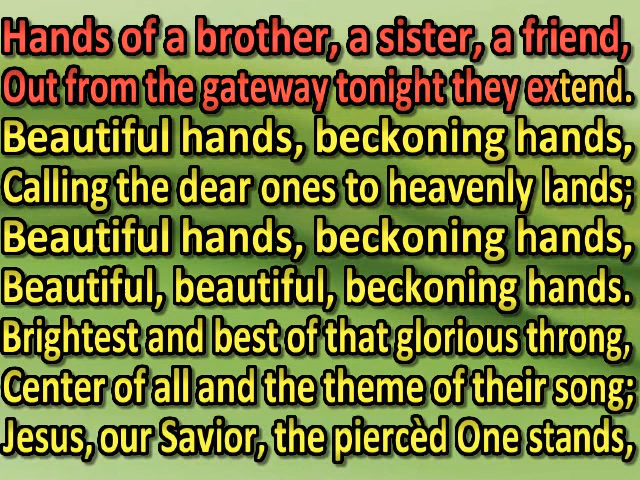 Hands of a brother, a sister, a friend,
Out from the gateway tonight they extend.
Beautiful hands, beckoning hands,
Calling the dear ones to heavenly lands;
Beautiful hands, beckoning hands,
Beautiful, beautiful, beckoning hands.
Brightest and best of that glorious throng,
Center of all and the theme of their song;
Jesus, our Savior, the piercèd One stands,